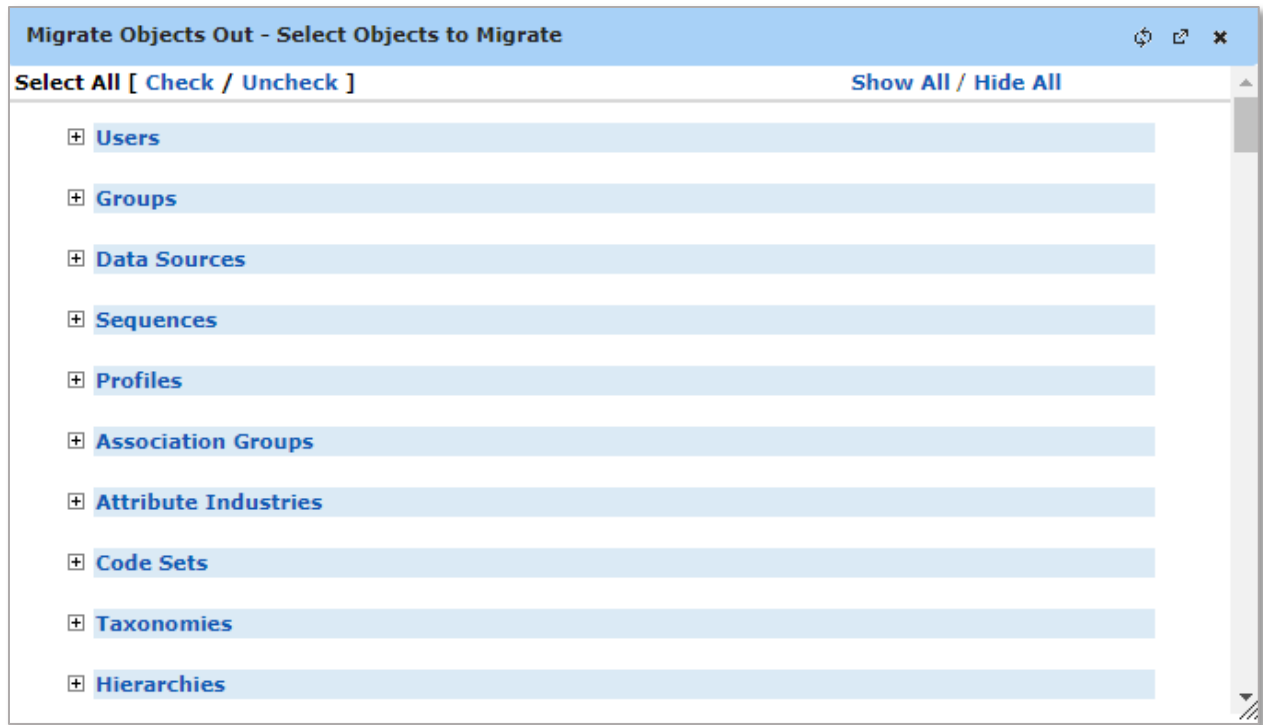 Migrate Objects Out - Select Objects to Migrate
Select All [ Check / Uncheck ] Show All / Hide All
Users
Groups
Data Sources
Sequences
Profiles
Association Groups
Attribute Industries
Code Sets
Taxonomies
Hierarchies